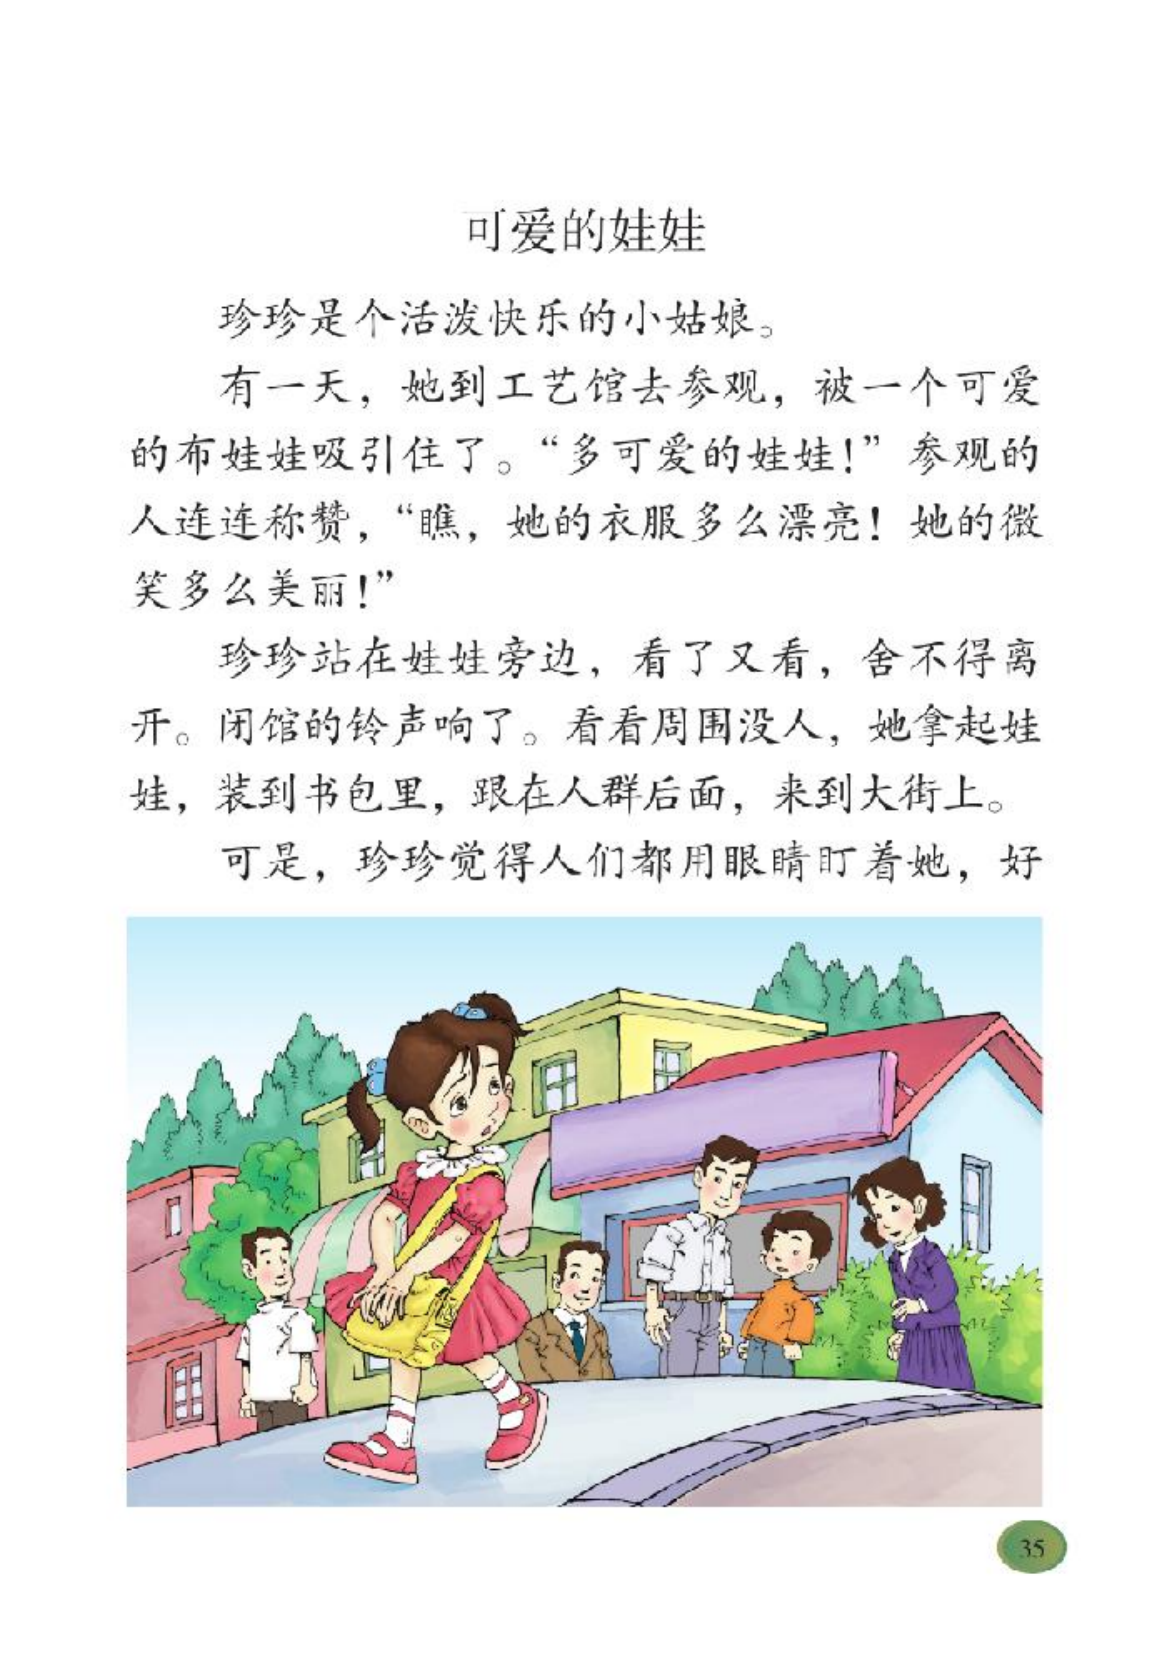 可爱的娃娃
珍珍是个活泼快乐的小姑娘。
有一天，她到工艺馆去参观，被一个可爱
的布娃娃吸引住了。“多可爱的娃娃！”参观的
人连连称赞，“瞧，她的衣服多么漂亮！她的微
笑多么美丽！”
珍珍站在娃娃旁边，看了又看，舍不得离
开。闭馆的铃声响了。看看周围没人，她拿起娃
娃，装到书包里，跟在人群后面，来到大街上。
可是，珍珍觉得人们都用眼睛盯着她，好
35